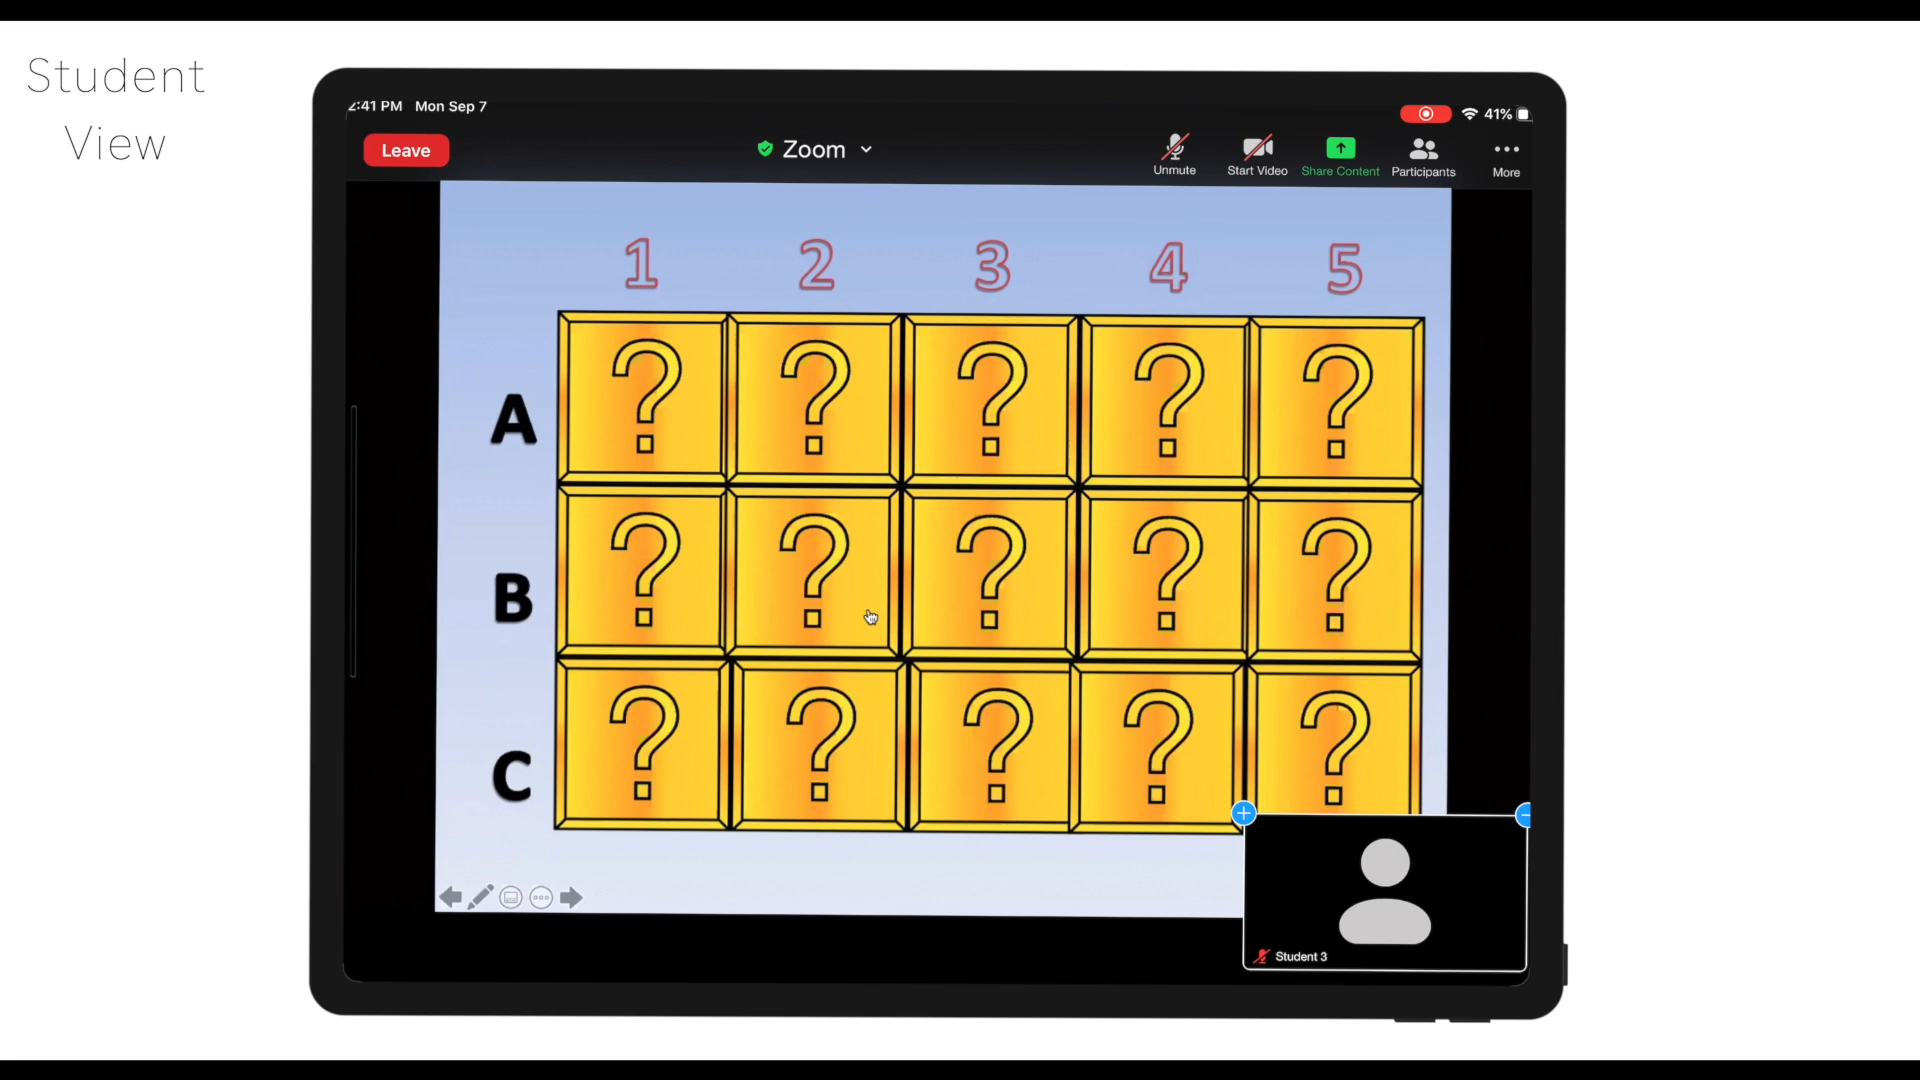 Student
View
2:41 PM Mon Sep 7
41%
Leave
Zoom
Unmute
Start Video
Share Content
Participants
More
1 2 3 4 5
A ? ? ? ? ?
B ? ? ? ? ?
C ? ? ? ? ?
Student 3